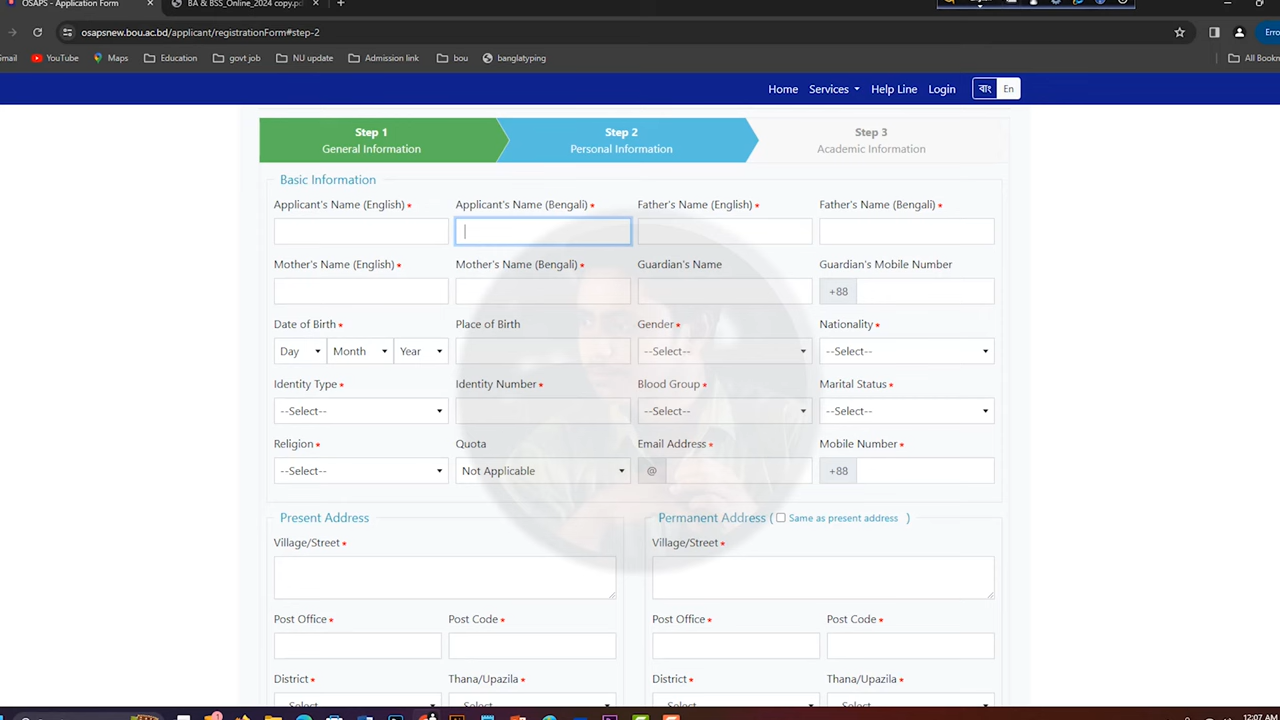 OSAPS - Application Form
BA & BSS_Online_2024 copy.pd
osapsnew.bou.ac.bd/applicant/registrationForm#step-2
Gmail YouTube Maps Education govt job NU update Admission link bou banglatyping All Bookm
Home Services Help Line Login বাং En
Step 1
General Information
Step 2
Personal Information
Step 3
Academic Information
Basic Information
Applicant's Name (English) * Applicant's Name (Bengali) * Father's Name (English) * Father's Name (Bengali) *
Mother's Name (English) * Mother's Name (Bengali) * Guardian's Name Guardian's Mobile Number
+88
Date of Birth * Place of Birth Gender * Nationality *
Day Month Year --Select-- --Select--
Identity Type * Identity Number * Blood Group * Marital Status *
--Select-- --Select-- --Select--
Religion * Quota Email Address * Mobile Number *
--Select-- Not Applicable @ +88
Present Address
Permanent Address ( Same as present address )
Village/Street * Village/Street *
Post Office * Post Code * Post Office * Post Code *
District * Thana/Upazila * District * Thana/Upazila *
12:07 AM